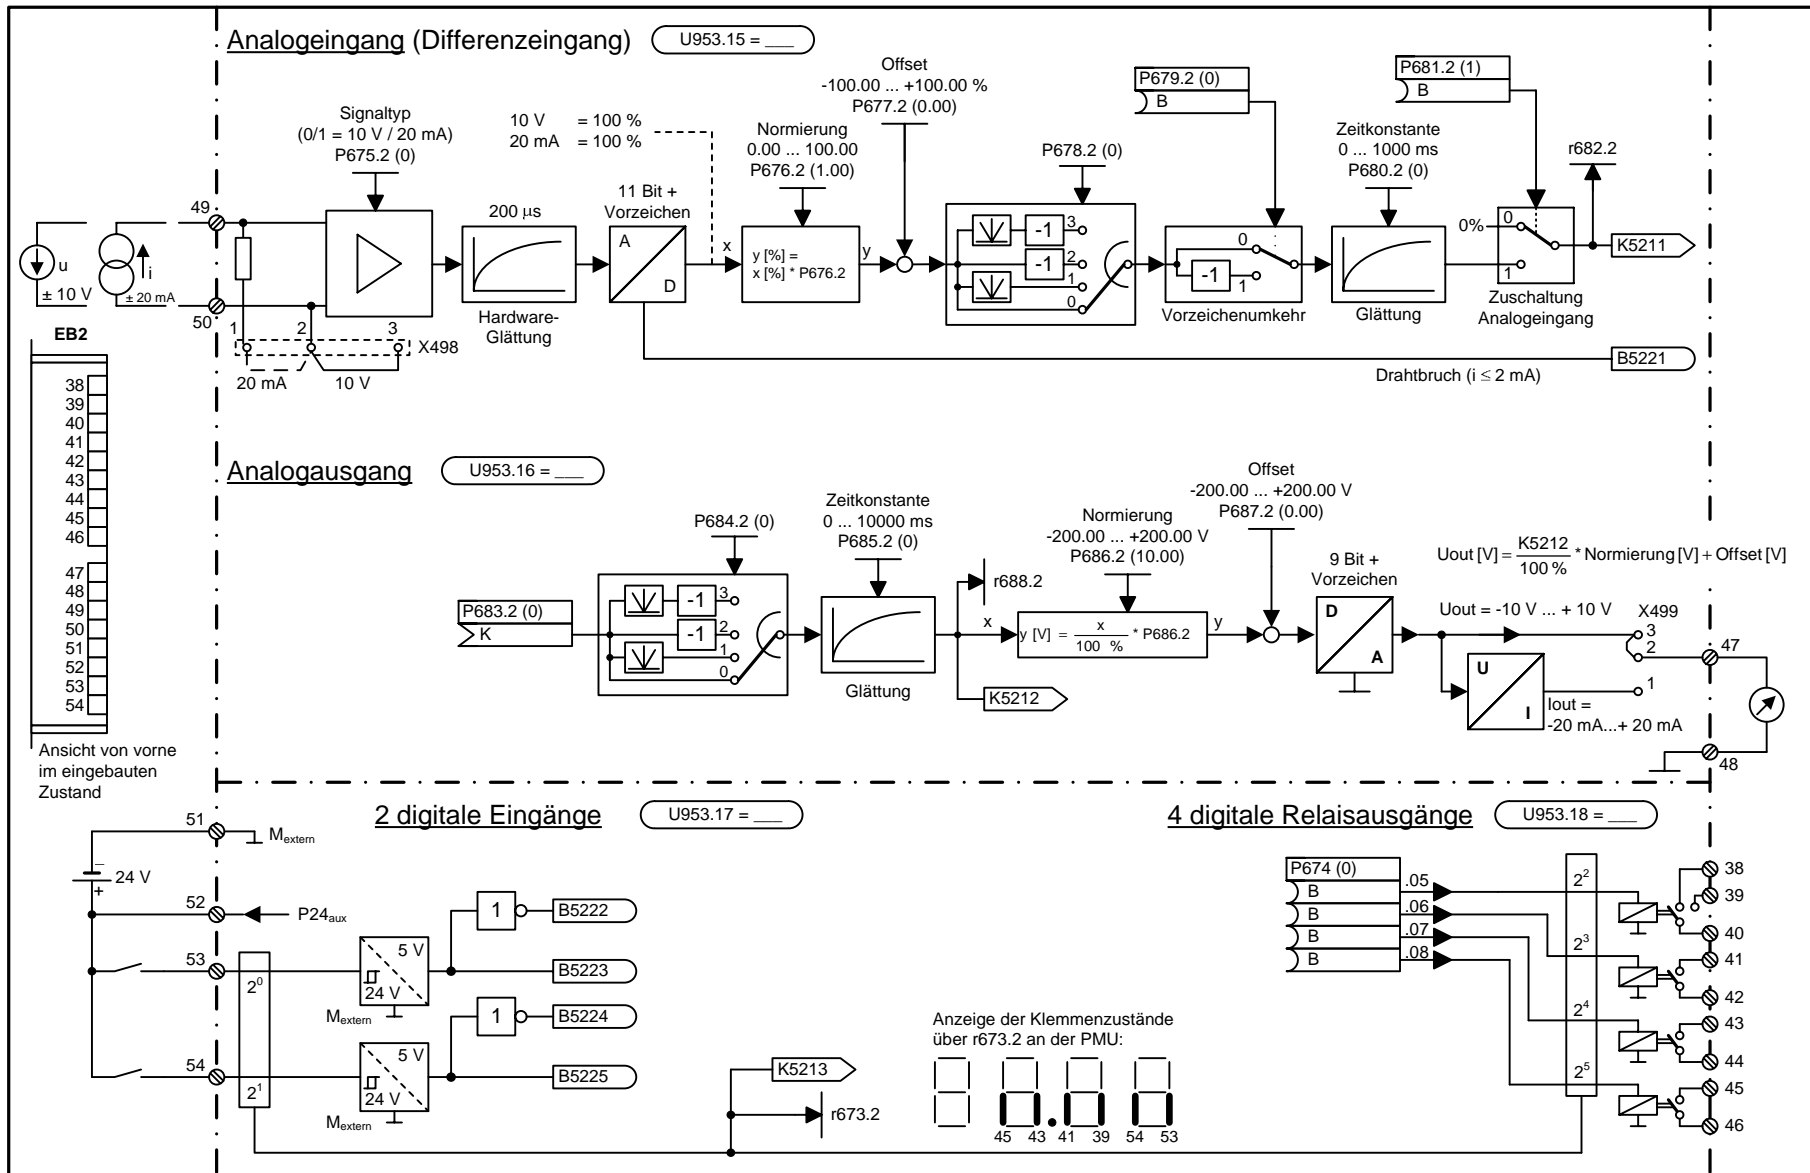 Analogeingang (Differenzeingang)
U953.15 = ___
Signaltyp
(0/1 = 10 V / 20 mA)
P675.2 (0)
10 V = 100 %
20 mA = 100 %
Normierung
0.00 ... 100.00
P676.2 (1.00)
Offset
-100.00 ... +100.00 %
P677.2 (0.00)
P678.2 (0)
P679.2 (0)
B
Zeitkonstante
0 ... 1000 ms
P680.2 (0)
P681.2 (1)
B
r682.2
49
50
u
± 10 V
i
± 20 mA
200 µs
Hardware-
Glättung
11 Bit +
Vorzeichen
A
D
x
y [%] =
x [%] * P676.2
y
-1
3
-1
2
1
0
0
-1
1
Vorzeichenumkehr
Glättung
0%
0
1
Zuschaltung
Analogeingang
K5211
B5221
Drahtbruch (i ≤ 2 mA)
1
2
3
X498
20 mA
10 V
EB2
38
39
40
41
42
43
44
45
46
47
48
49
50
51
52
53
54
Ansicht von vorne
im eingebauten
Zustand
Analogausgang
U953.16 = ___
P683.2 (0)
K
P684.2 (0)
-1
3
-1
2
1
0
Zeitkonstante
0 ... 10000 ms
P685.2 (0)
Glättung
r688.2
K5212
x
Normierung
-200.00 ... +200.00 V
P686.2 (10.00)
y [V] = x / 100 % * P686.2
y
Offset
-200.00 ... +200.00 V
P687.2 (0.00)
9 Bit +
Vorzeichen
D
A
Uout [V] = K5212 / 100 % * Normierung [V] + Offset [V]
Uout = -10 V ... + 10 V
X499
3
2
1
U
I
Iout =
-20 mA...+ 20 mA
47
48
2 digitale Eingänge
U953.17 = ___
51
M extern
24 V
−
+
52
P24aux
53
2^0
5 V
24 V
M extern
1
B5222
B5223
54
2^1
5 V
24 V
M extern
1
B5224
B5225
K5213
r673.2
Anzeige der Klemmenzustände
über r673.2 an der PMU:
45 43 41 39 54 53
4 digitale Relaisausgänge
U953.18 = ___
P674 (0)
B .05
B .06
B .07
B .08
2^2
2^3
2^4
2^5
38
39
40
41
42
43
44
45
46